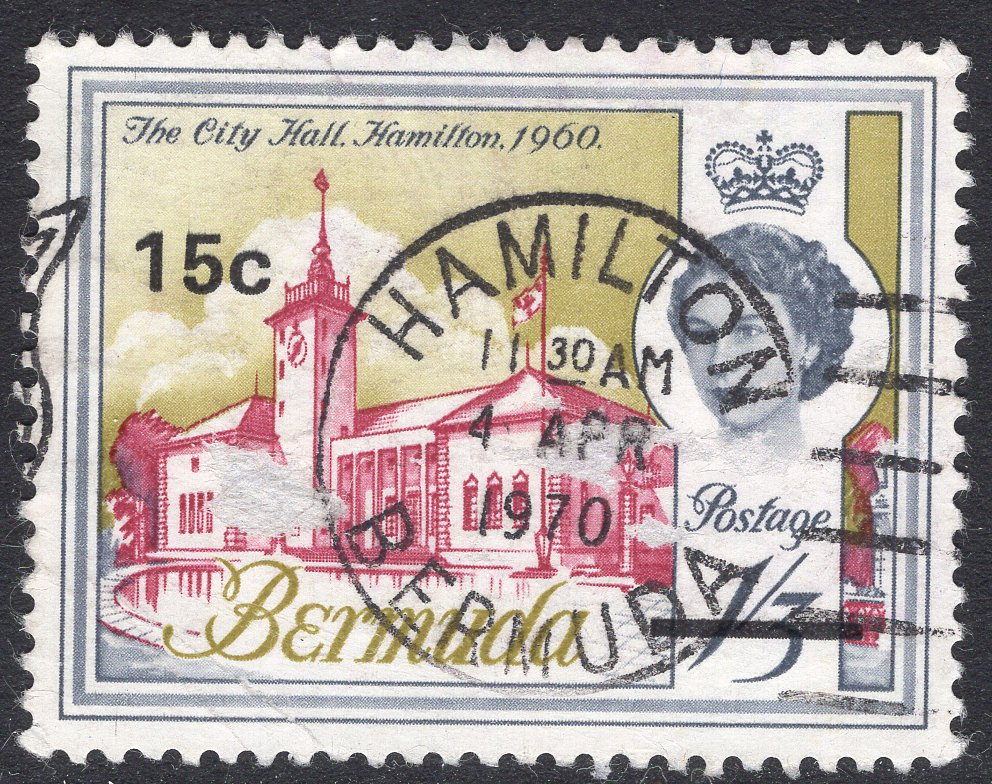 The City Hall, Hamilton, 1960.
15c
HAMILTON
11 30 AM
4 APR
1970
BERMUDA
Postage
1/3
Bermuda